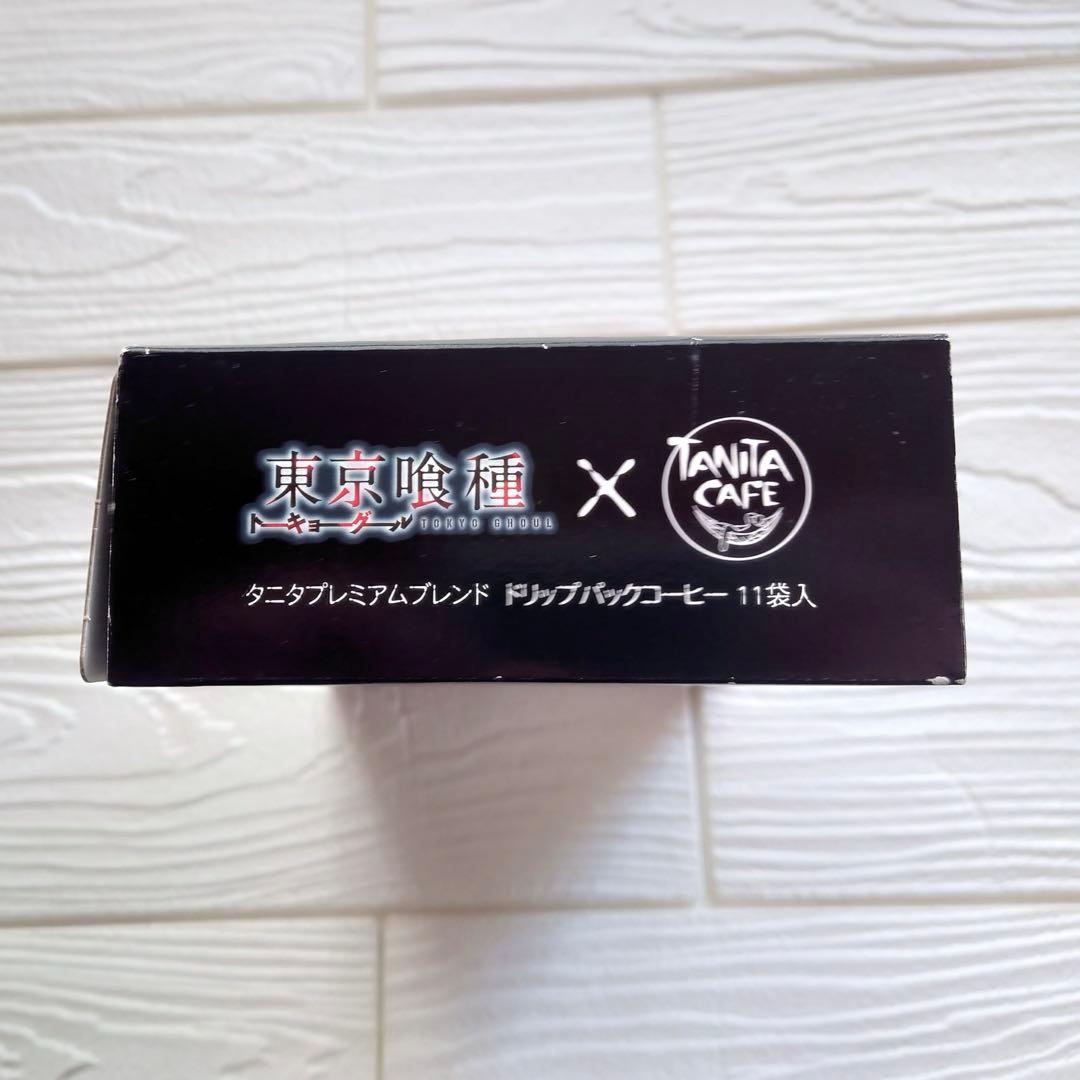 東京喰種 × TANITA CAFE
トーキョーグール TOKYO GHOUL
タニタプレミアムブレンド ドリップパックコーヒー 11袋入